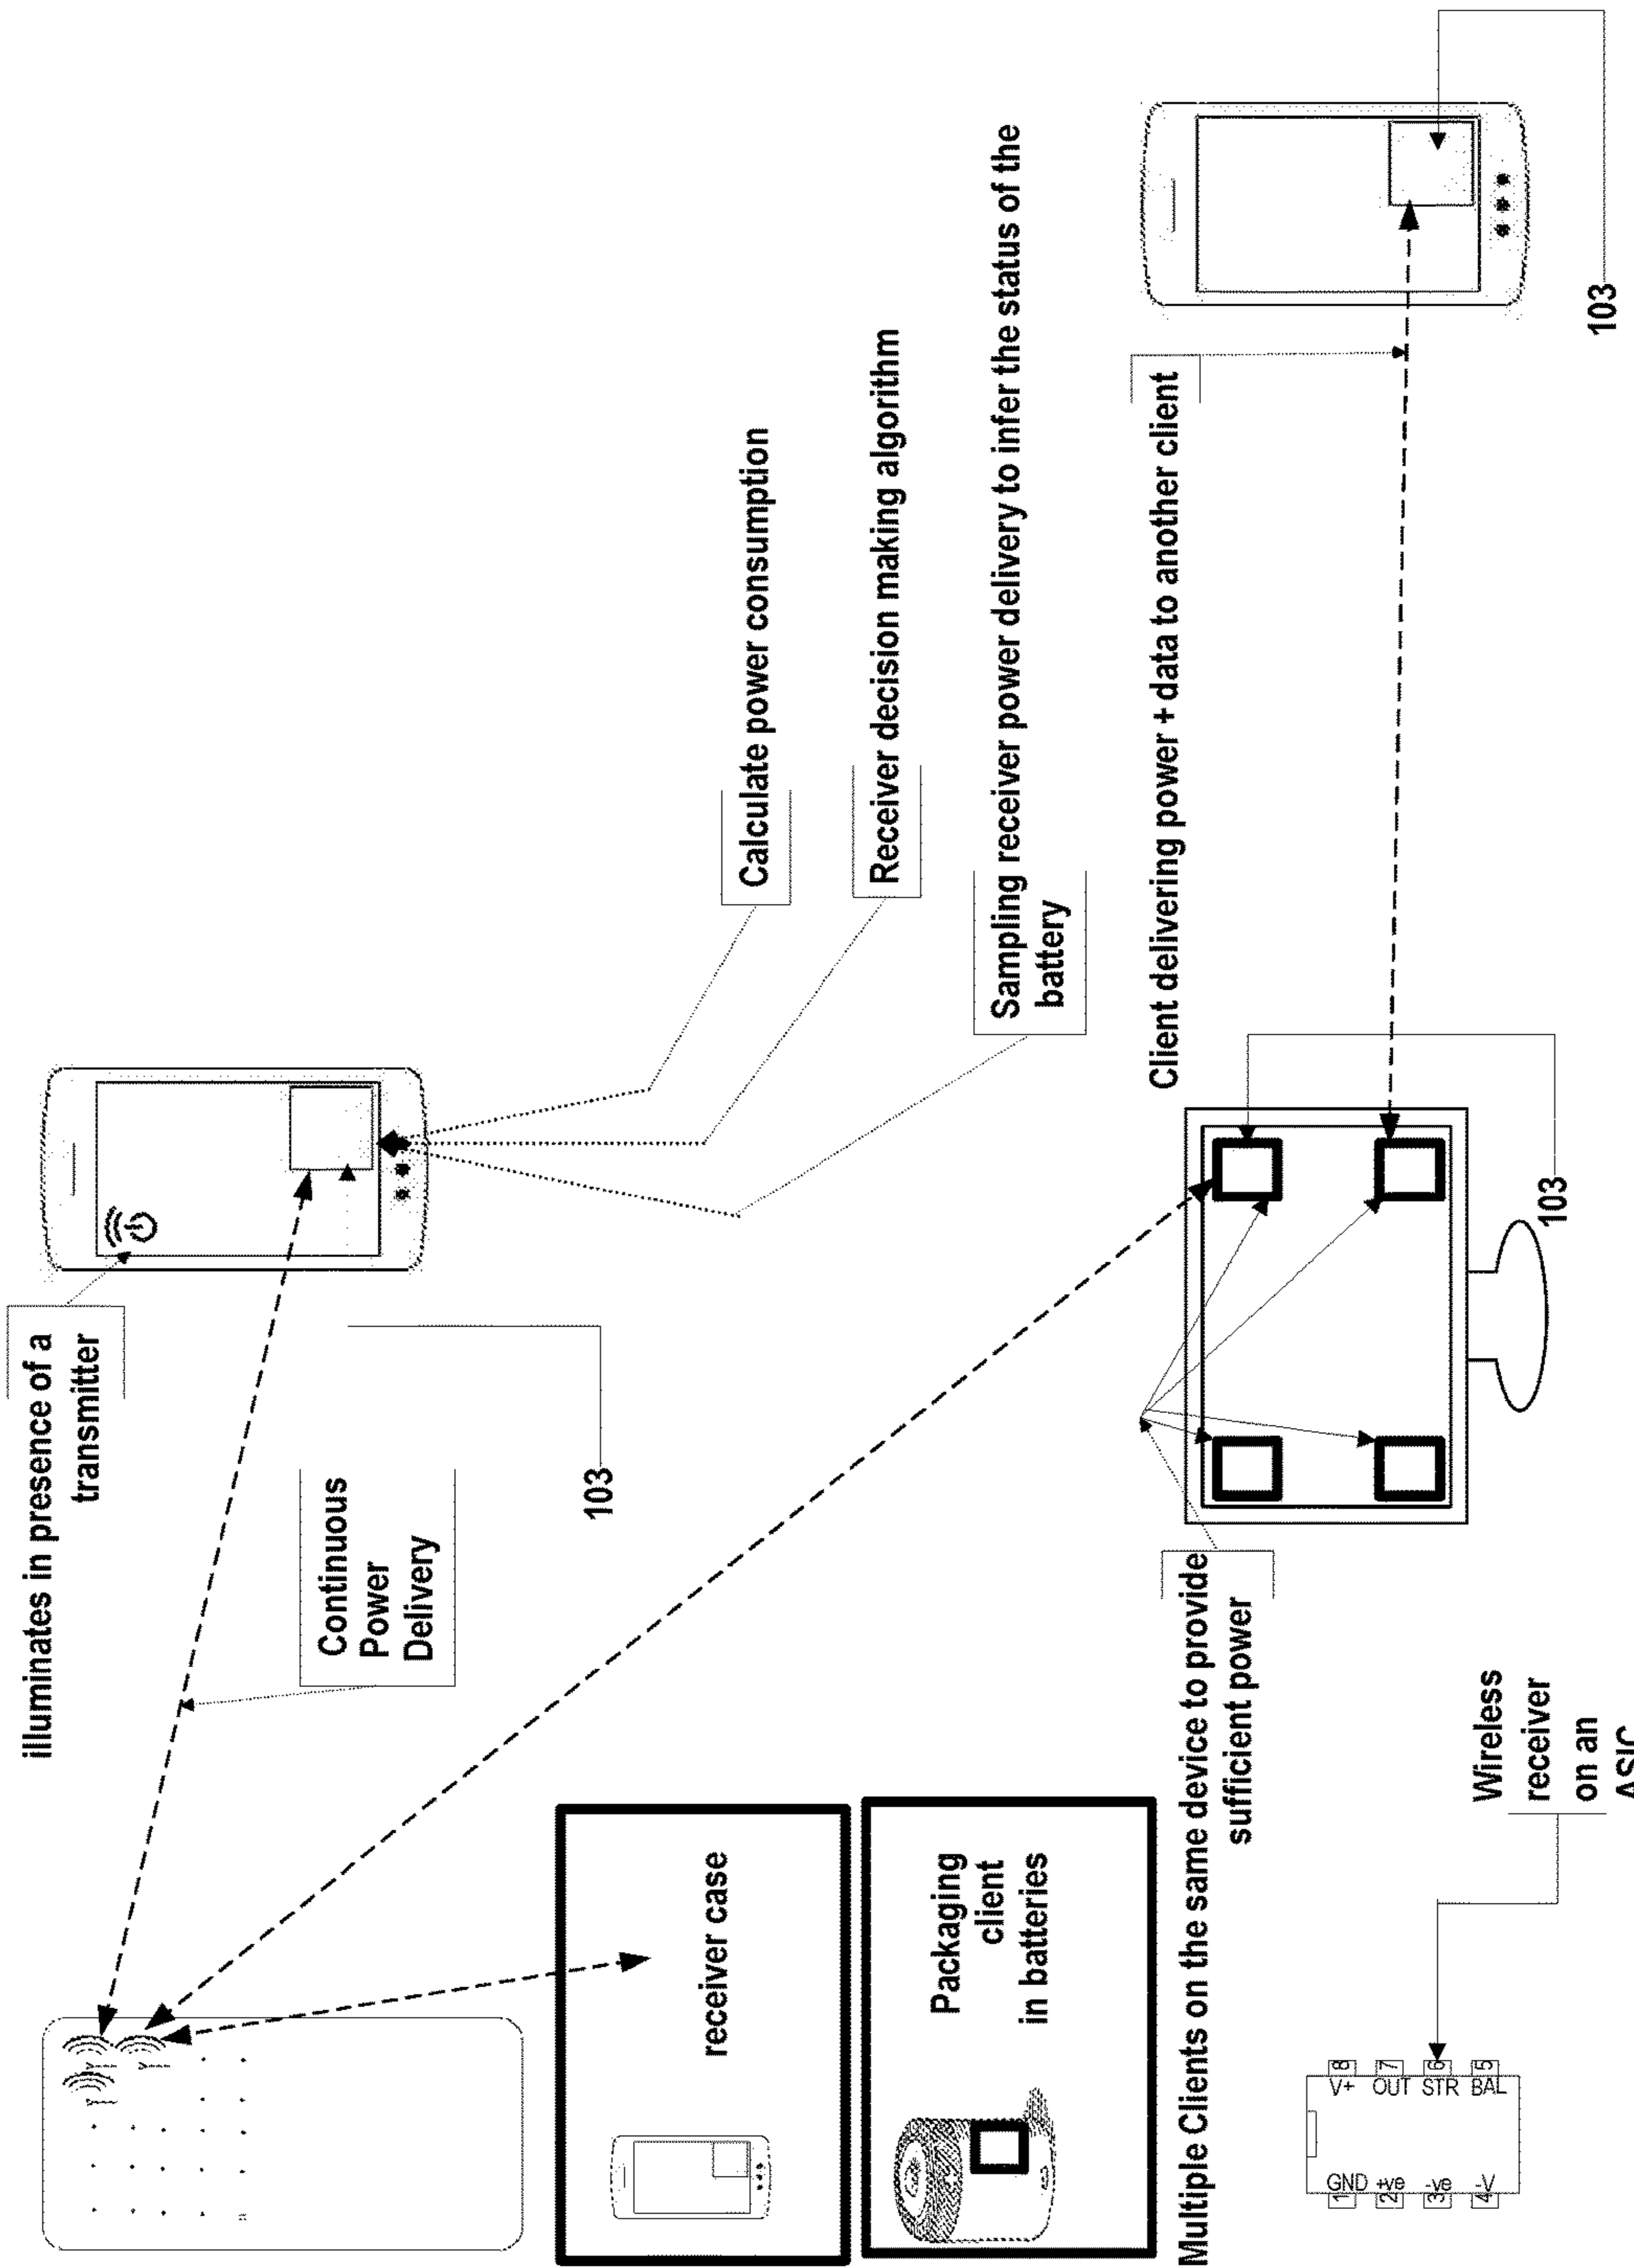 illuminates in presence of a
transmitter
Continuous
Power
Delivery
103
Calculate power consumption
Receiver decision making algorithm
Sampling receiver power delivery to infer the status of the
battery
receiver case
Packaging
client
in batteries
Multiple Clients on the same device to provide
sufficient power
Client delivering power + data to another client
103
103
Wireless
receiver
on an
ASIC
1 GND V+ 8
2 +ve OUT 7
3 -ve STR 6
4 -V BAL 5